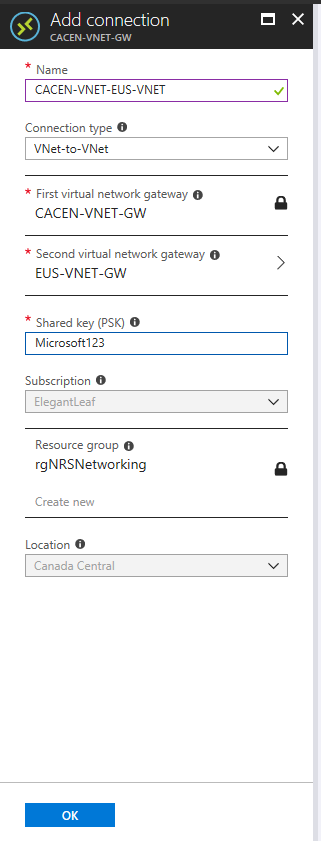 Add connection
CACEN-VNET-GW
* Name
CACEN-VNET-EUS-VNET
Connection type
VNet-to-VNet
* First virtual network gateway
CACEN-VNET-GW
* Second virtual network gateway
EUS-VNET-GW
* Shared key (PSK)
Microsoft123
Subscription
ElegantLeaf
Resource group
rgNRSNetworking
Create new
Location
Canada Central
OK